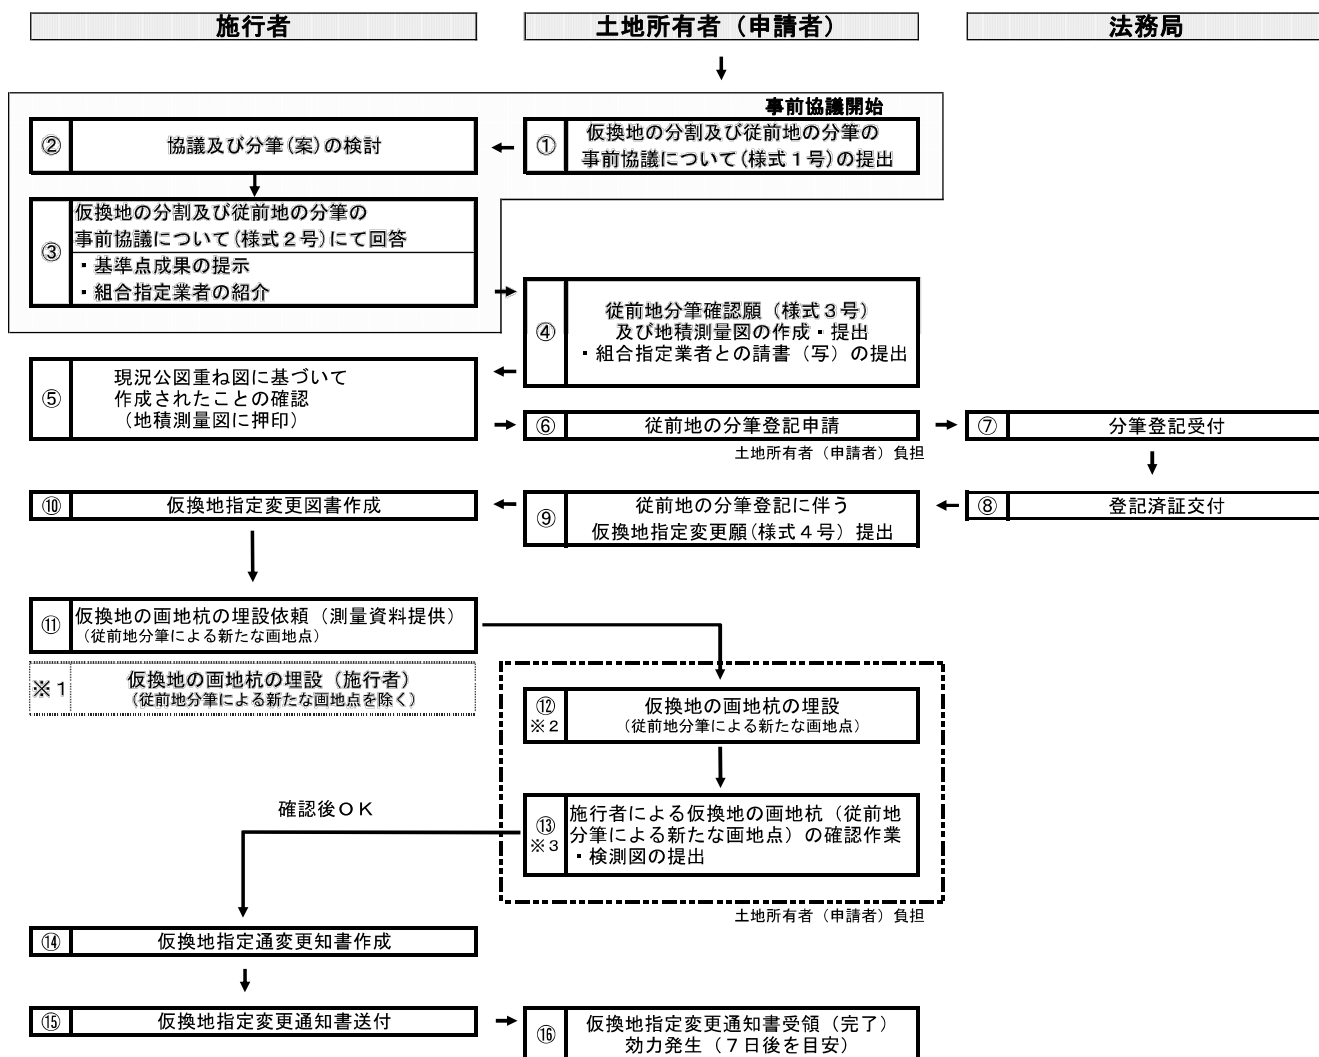 施行者
土地所有者（申請者）
法務局
事前協議開始
①
仮換地の分割及び従前地の分筆の
事前協議について(様式１号)の提出
②
協議及び分筆(案)の検討
③
仮換地の分割及び従前地の分筆の
事前協議について(様式２号)にて回答
・基準点成果の提示
・組合指定業者の紹介
④
従前地分筆確認願（様式３号）
及び地積測量図の作成・提出
・組合指定業者との請書（写）の提出
⑤
現況公図重ね図に基づいて
作成されたことの確認
（地積測量図に押印）
⑥
従前地の分筆登記申請
土地所有者（申請者）負担
⑦
分筆登記受付
⑧
登記済証交付
⑨
従前地の分筆登記に伴う
仮換地指定変更願(様式４号）提出
⑩
仮換地指定変更図書作成
⑪
仮換地の画地杭の埋設依頼（測量資料提供）
（従前地分筆による新たな画地点）
※１
仮換地の画地杭の埋設（施行者）
（従前地分筆による新たな画地点を除く）
⑫
※２
仮換地の画地杭の埋設
（従前地分筆による新たな画地点）
⑬
※３
施行者による仮換地の画地杭（従前地
分筆による新たな画地点）の確認作業
・検測図の提出
確認後ＯＫ
土地所有者（申請者）負担
⑭
仮換地指定通変更知書作成
⑮
仮換地指定変更通知書送付
⑯
仮換地指定変更通知書受領（完了）
効力発生（７日後を目安）